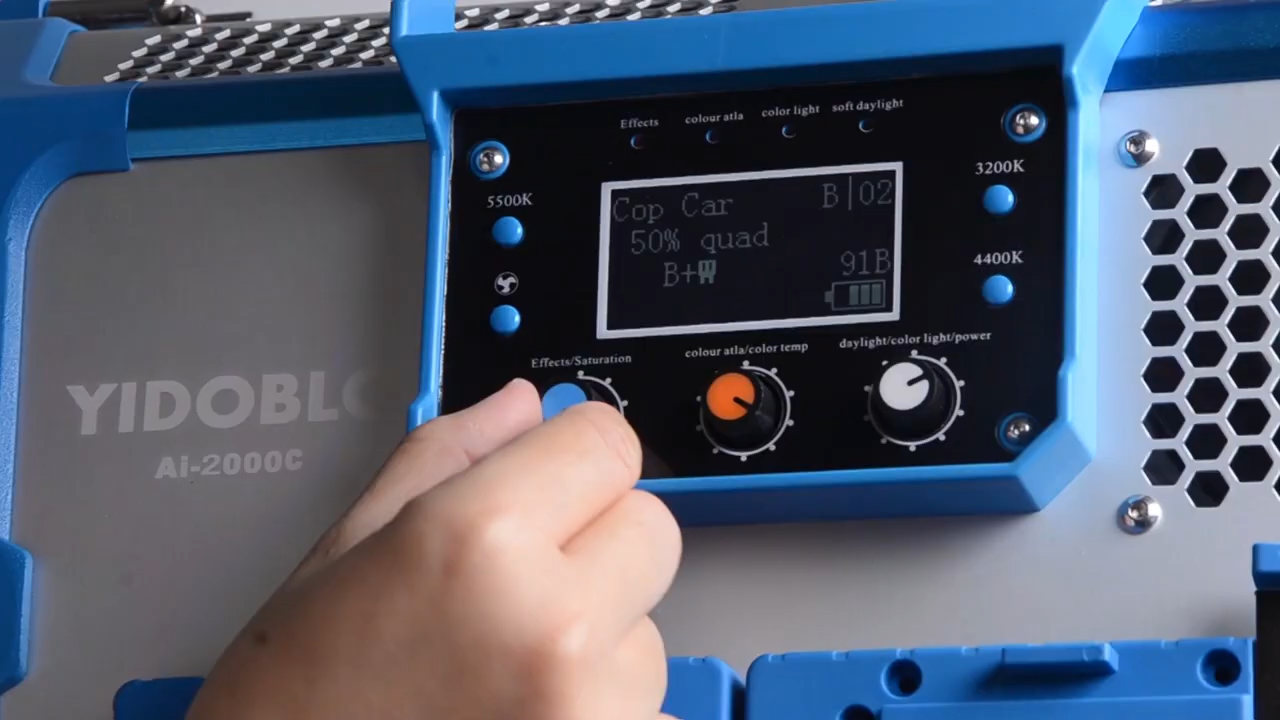 Effects
colour atla
color light
soft daylight
5500K
3200K
4400K
Cop Car B|02
50% quad
B+W 91B
Effects/Saturation
colour atla/color temp
daylight/color light/power
YIDOBLO
Ai-2000C